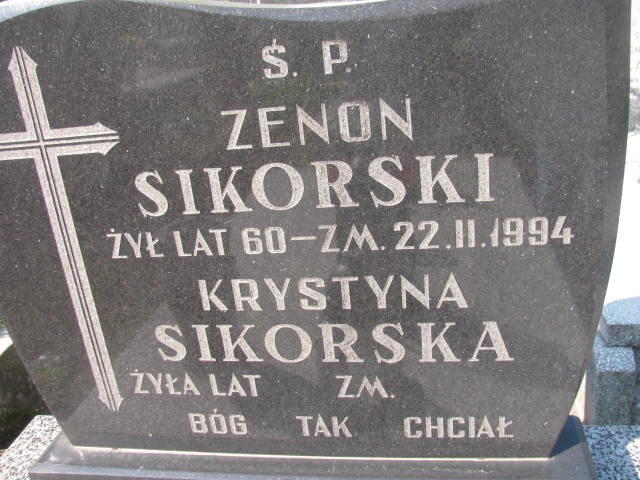 Ś. P.
ZENON
SIKORSKI
ŻYŁ LAT 60 – ZM. 22.II.1994
KRYSTYNA
SIKORSKA
ŻYŁA LAT ZM.
BÓG TAK CHCIAŁ